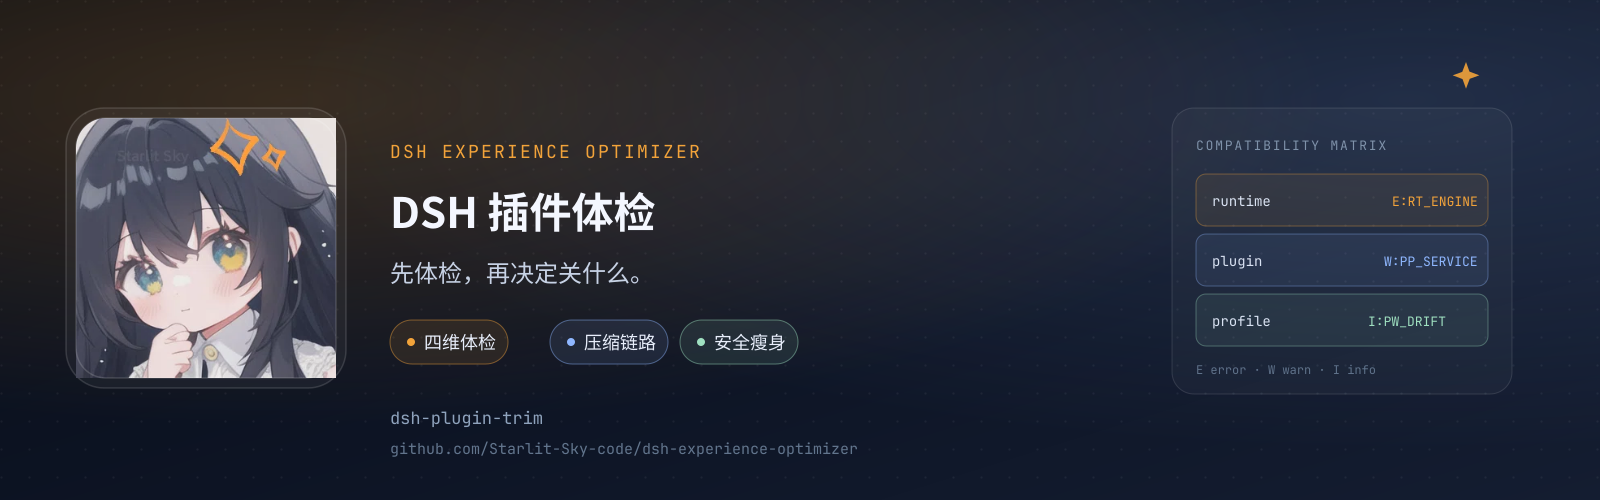 Starlit Sky
DSH EXPERIENCE OPTIMIZER
DSH 插件体检
先体检，再决定关什么。
四维体检
压缩链路
安全瘦身
dsh-plugin-trim
github.com/Starlit-Sky-code/dsh-experience-optimizer
COMPATIBILITY MATRIX
runtime E:RT_ENGINE
plugin W:PP_SERVICE
profile I:PW_DRIFT
E error · W warn · I info